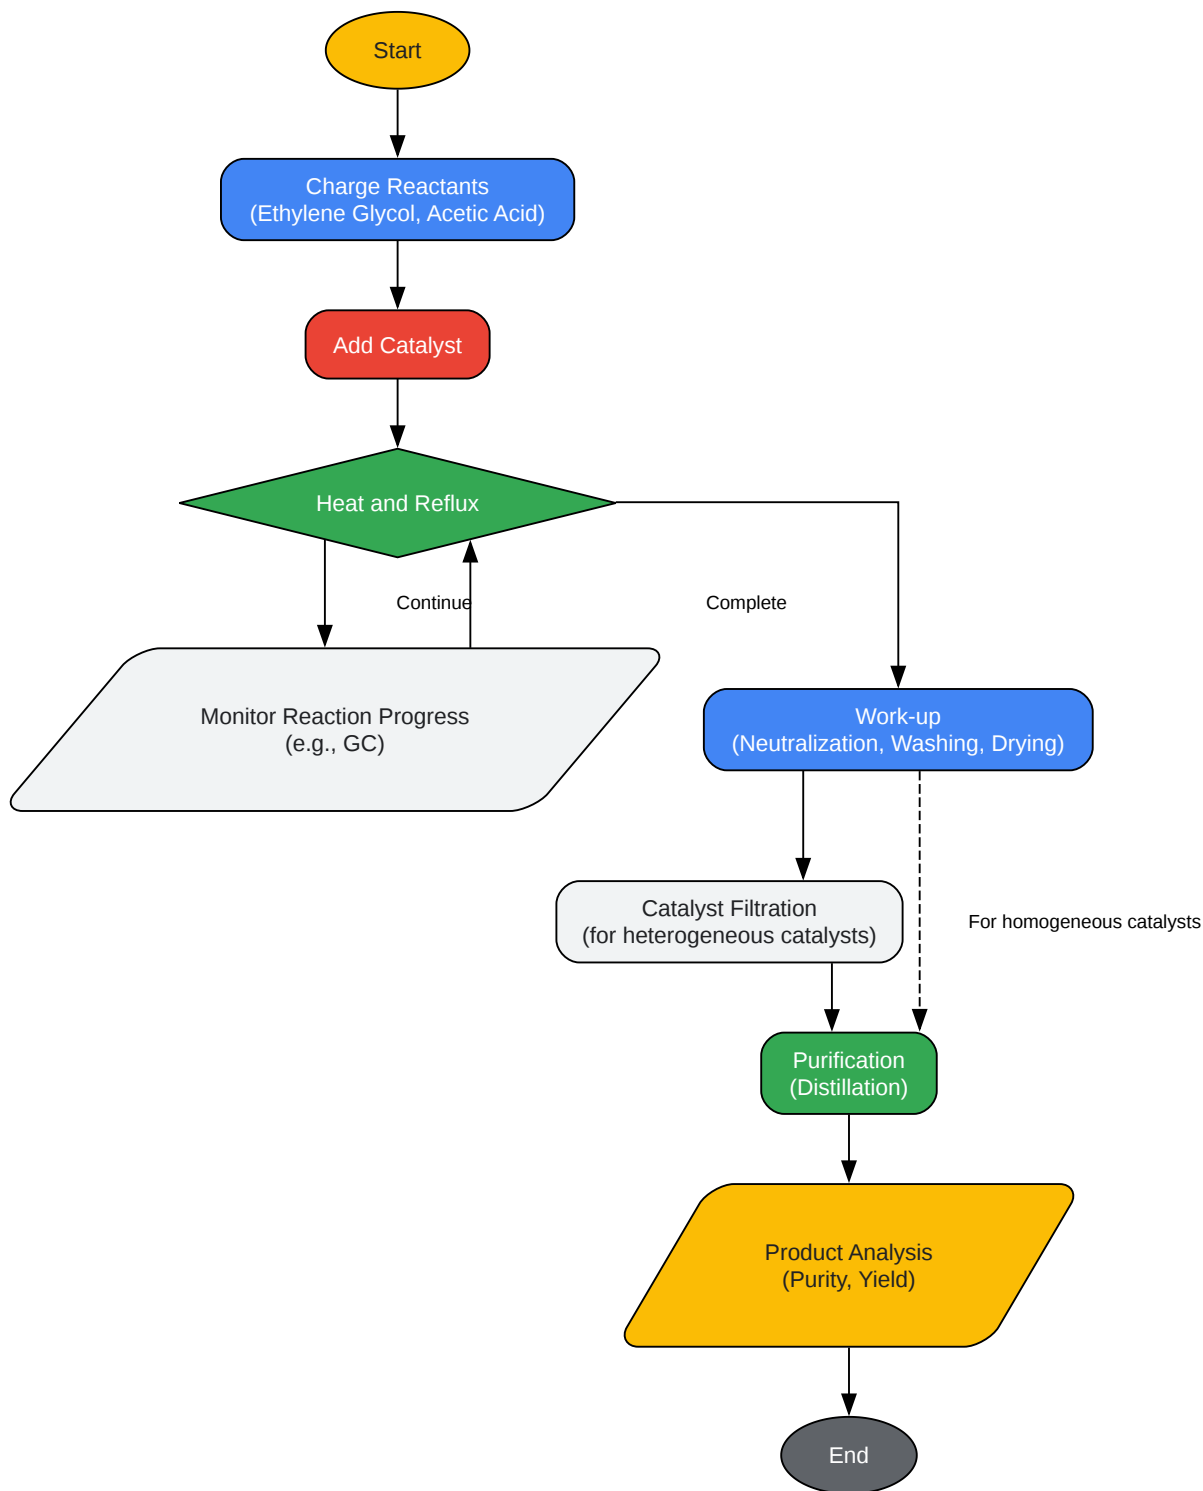 Start
Charge Reactants
(Ethylene Glycol, Acetic Acid)
Add Catalyst
Heat and Reflux
Continue
Complete
Monitor Reaction Progress
(e.g., GC)
Work-up
(Neutralization, Washing, Drying)
Catalyst Filtration
(for heterogeneous catalysts)
For homogeneous catalysts
Purification
(Distillation)
Product Analysis
(Purity, Yield)
End